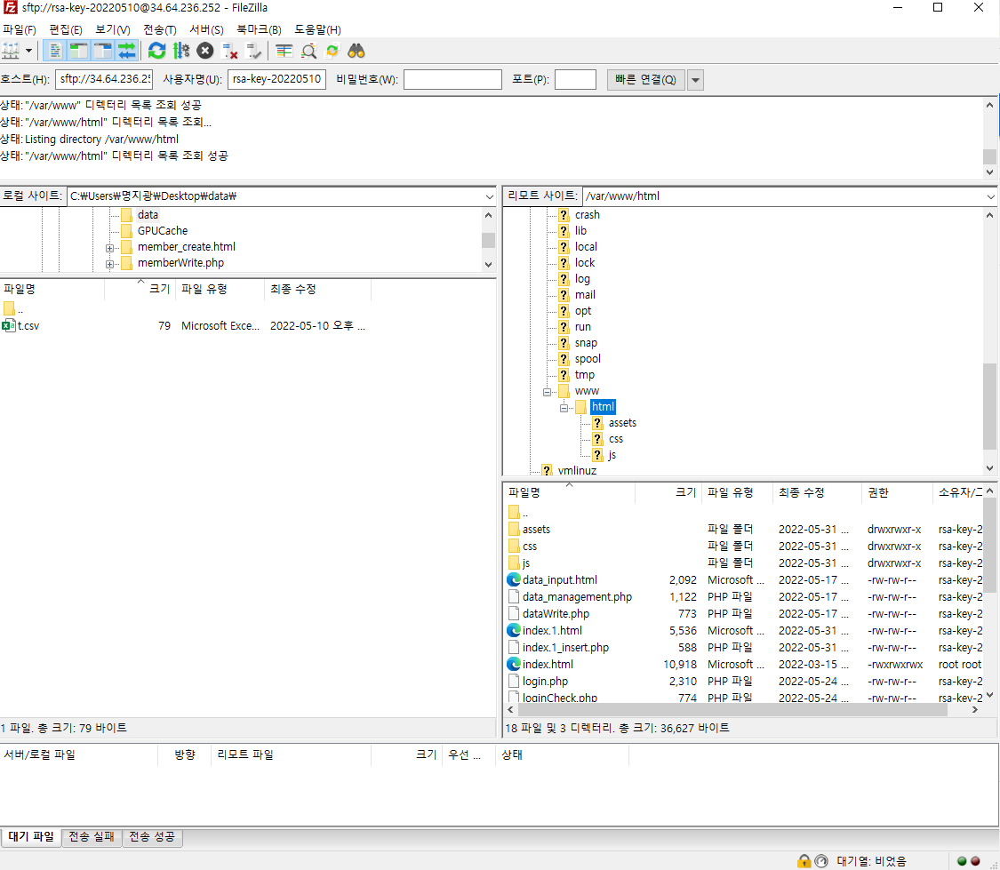 sftp://rsa-key-20220510@34.64.236.252 - FileZilla
파일(F) 편집(E) 보기(V) 전송(T) 서버(S) 북마크(B) 도움말(H)
호스트(H): sftp://34.64.236.25 사용자명(U): rsa-key-20220510 비밀번호(W): 포트(P): 빠른 연결(Q)
상태: "/var/www" 디렉터리 목록 조회 성공
상태: "/var/www/html" 디렉터리 목록 조회...
상태: Listing directory /var/www/html
상태: "/var/www/html" 디렉터리 목록 조회 성공
로컬 사이트: C:₩Users₩명지광₩Desktop₩data₩
data
GPUCache
member_create.html
memberWrite.php
파일명 크기 파일 유형 최종 수정
..
t.csv 79 Microsoft Exce... 2022-05-10 오후 ...
1 파일. 총 크기: 79 바이트
리모트 사이트: /var/www/html
crash
lib
local
lock
log
mail
opt
run
snap
spool
tmp
www
html
assets
css
js
vmlinuz
파일명 크기 파일 유형 최종 수정 권한 소유자/그
..
assets 파일 폴더 2022-05-31 ... drwxrwxr-x rsa-key-2
css 파일 폴더 2022-05-31 ... drwxrwxr-x rsa-key-2
js 파일 폴더 2022-05-31 ... drwxrwxr-x rsa-key-2
data_input.html 2,092 Microsoft ... 2022-05-17 ... -rw-rw-r-- rsa-key-2
data_management.php 1,122 PHP 파일 2022-05-17 ... -rw-rw-r-- rsa-key-2
dataWrite.php 773 PHP 파일 2022-05-17 ... -rw-rw-r-- rsa-key-2
index.1.html 5,536 Microsoft ... 2022-05-31 ... -rw-rw-r-- rsa-key-2
index.1_insert.php 588 PHP 파일 2022-05-31 ... -rw-rw-r-- rsa-key-2
index.html 10,918 Microsoft ... 2022-03-15 ... -rwxrwxrwx root root
login.php 2,310 PHP 파일 2022-05-24 ... -rw-rw-r-- rsa-key-2
loginCheck.php 774 PHP 파일 2022-05-24 ... -rw-rw-r-- rsa-key-2
18 파일 및 3 디렉터리. 총 크기: 36,627 바이트
서버/로컬 파일 방향 리모트 파일 크기 우선 ... 상태
대기 파일 전송 실패 전송 성공
대기열: 비었음